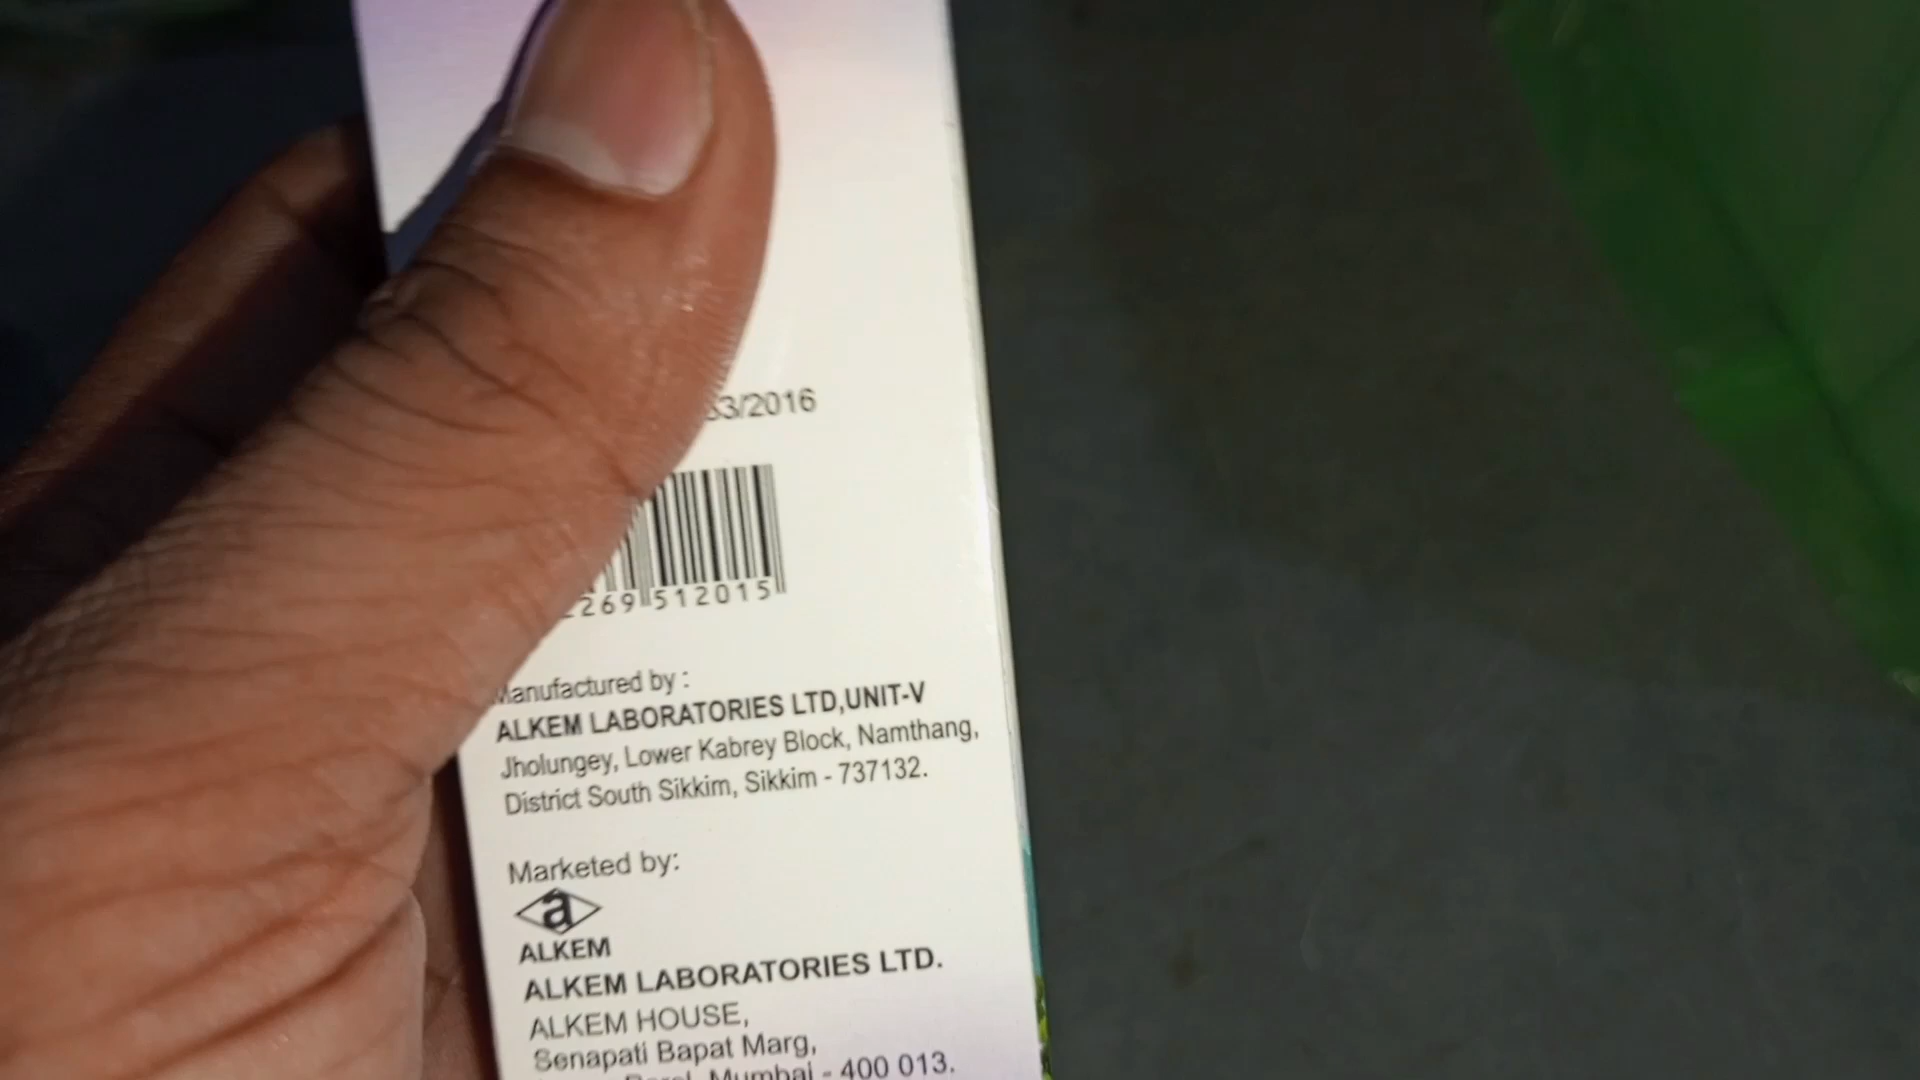 3/2016
269 512015
Manufactured by :
ALKEM LABORATORIES LTD,UNIT-V
Jholungey, Lower Kabrey Block, Namthang,
District South Sikkim, Sikkim - 737132.
Marketed by:
a
ALKEM
ALKEM LABORATORIES LTD.
ALKEM HOUSE,
Senapati Bapat Marg,
Mumbai - 400 013.